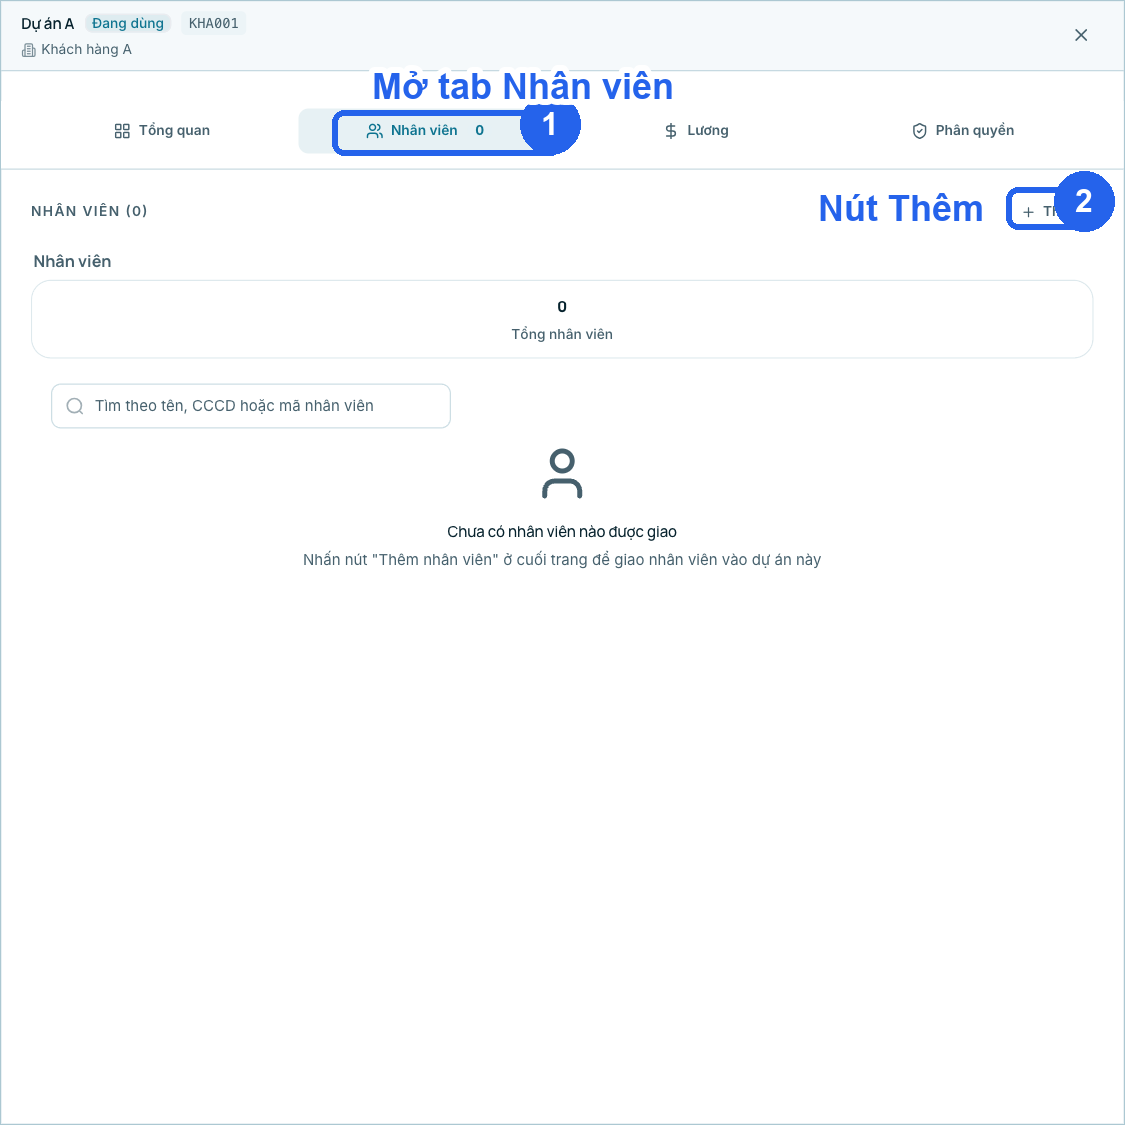 Dự án A Đang dùng KHA001
Khách hàng A
Mở tab Nhân viên
Tổng quan
Nhân viên 0
1
Lương
Phân quyền
NHÂN VIÊN (0)
Nút Thêm
+
2
Nhân viên
0
Tổng nhân viên
Tìm theo tên, CCCD hoặc mã nhân viên
Chưa có nhân viên nào được giao
Nhấn nút "Thêm nhân viên" ở cuối trang để giao nhân viên vào dự án này